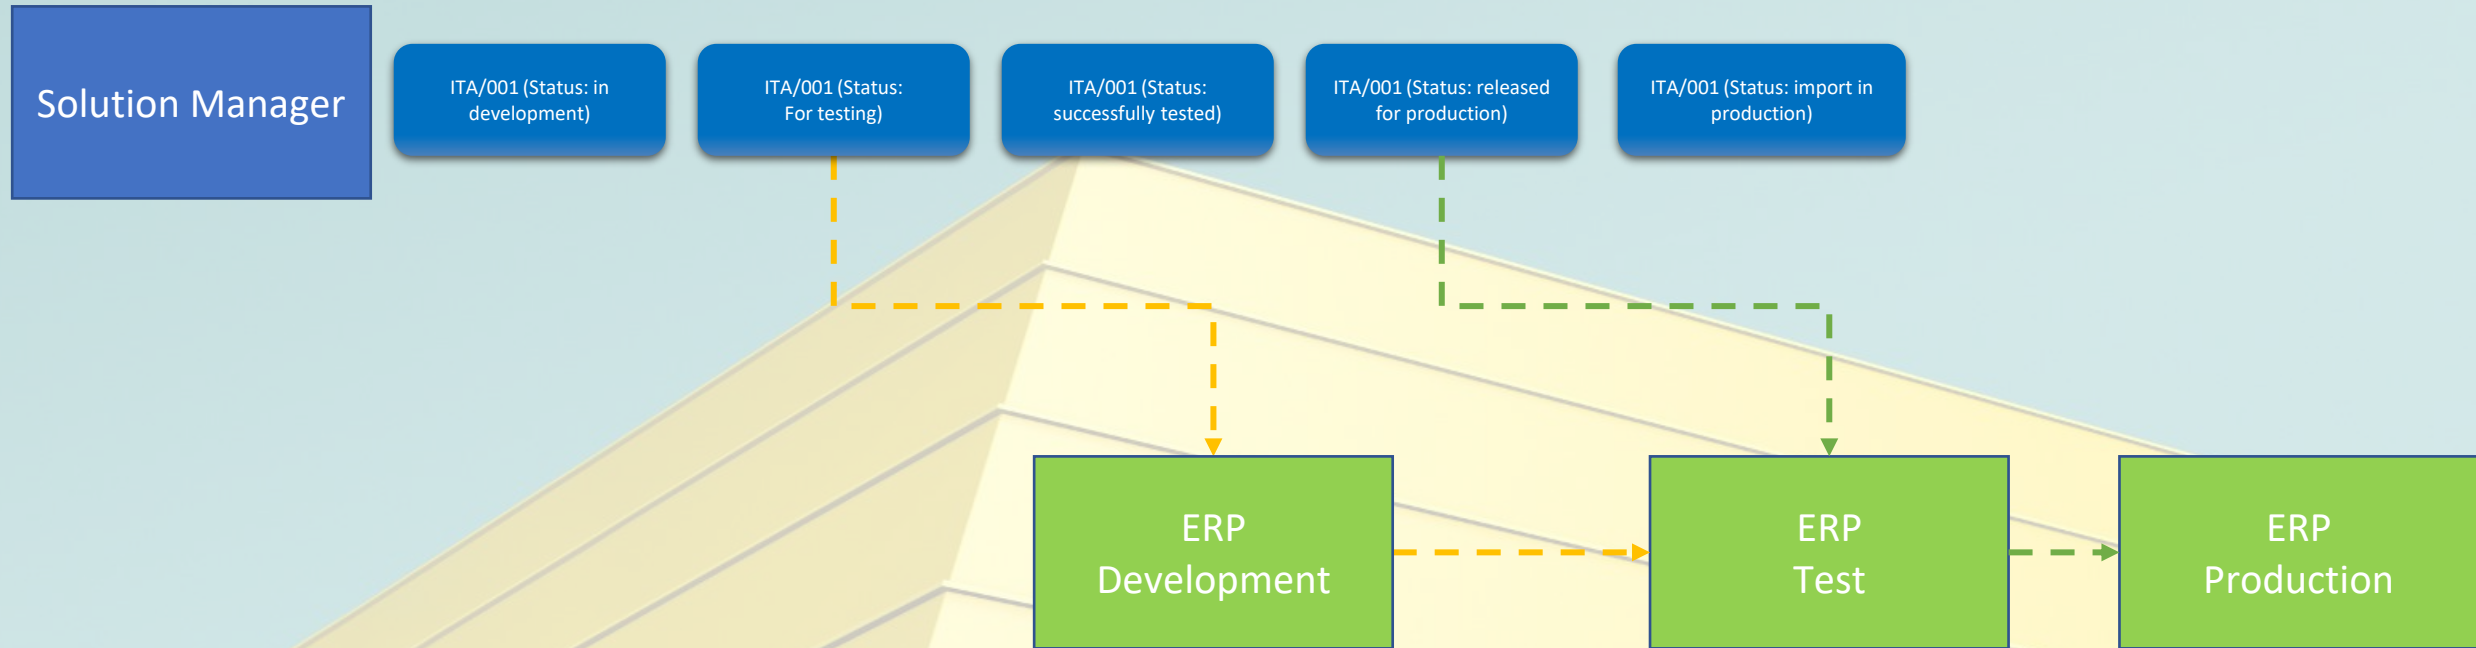 Solution Manager
ITA/001 (Status: in
development)
ITA/001 (Status:
For testing)
ITA/001 (Status:
successfully tested)
ITA/001 (Status: released
for production)
ITA/001 (Status: import in
production)
ERP
Development
ERP
Test
ERP
Production